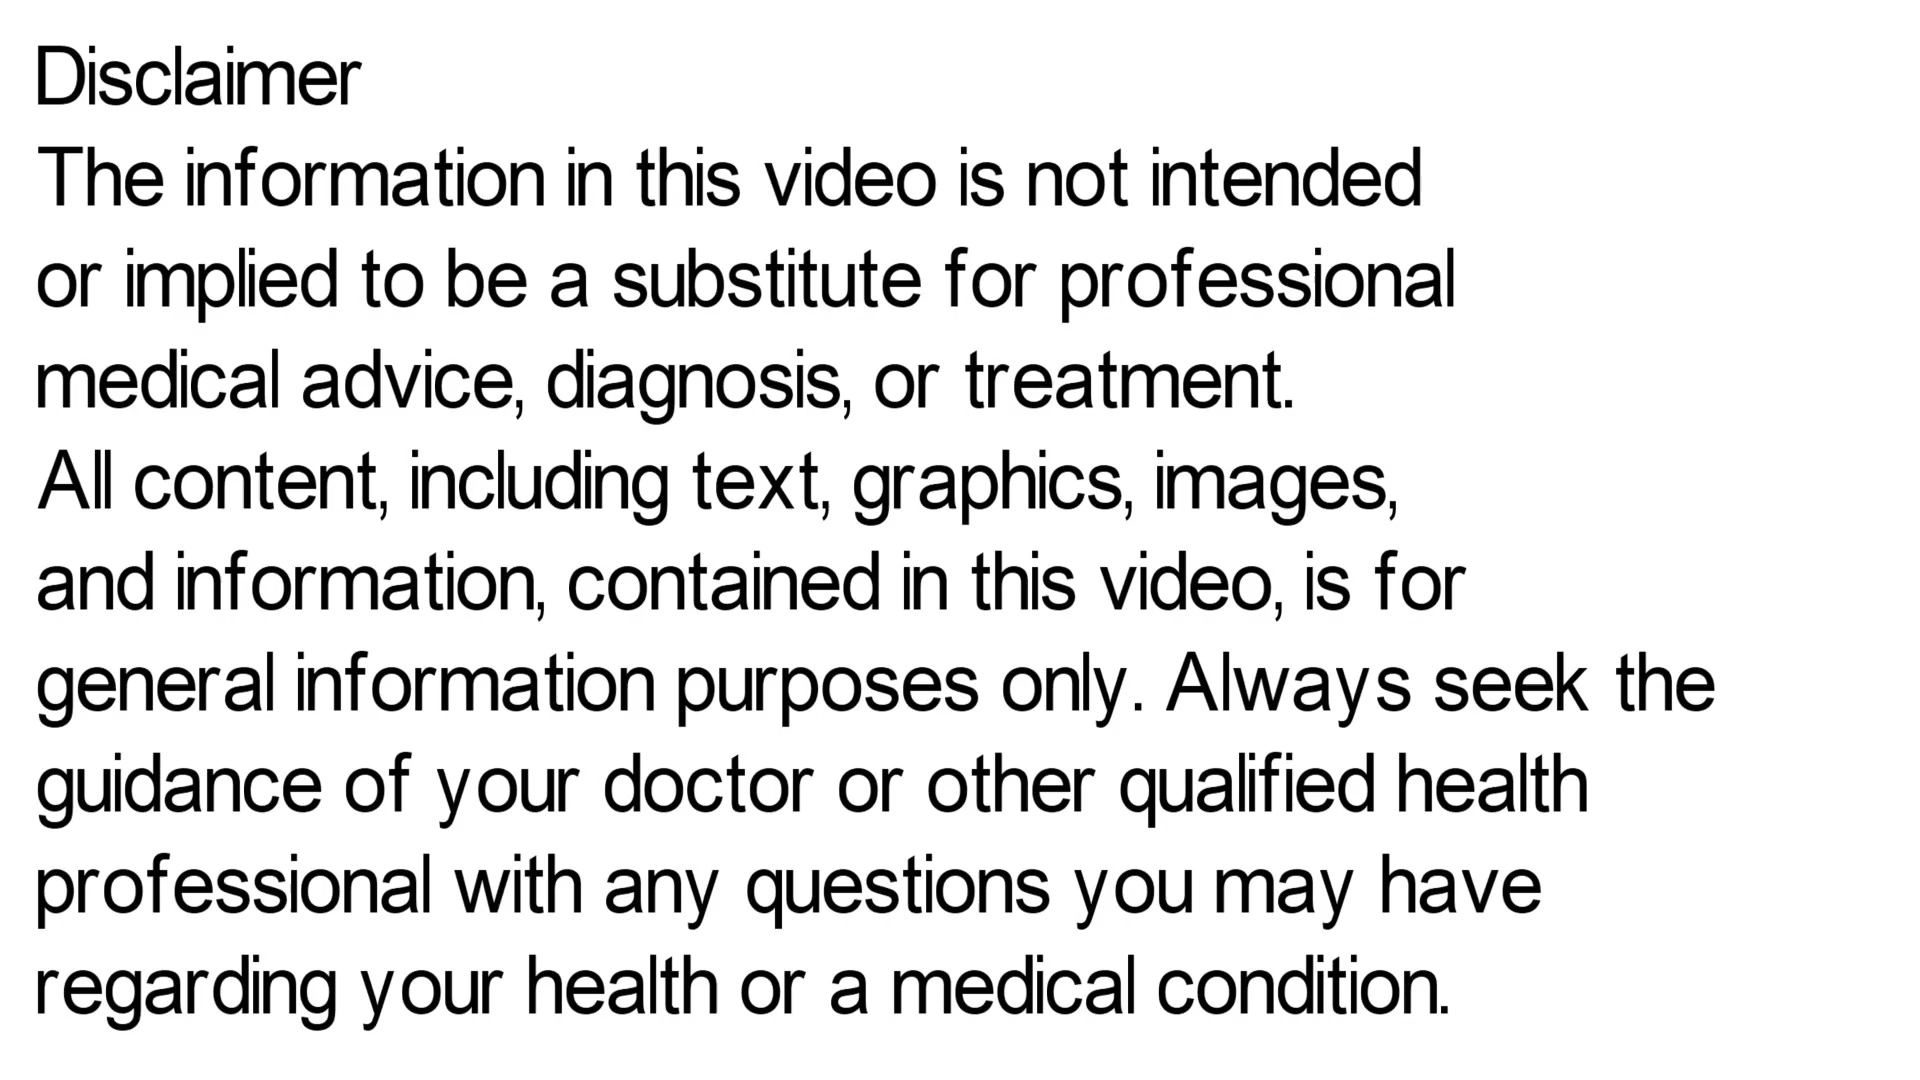 Disclaimer
The information in this video is not intended
or implied to be a substitute for professional
medical advice, diagnosis, or treatment.
All content, including text, graphics, images,
and information, contained in this video, is for
general information purposes only. Always seek the
guidance of your doctor or other qualified health
professional with any questions you may have
regarding your health or a medical condition.